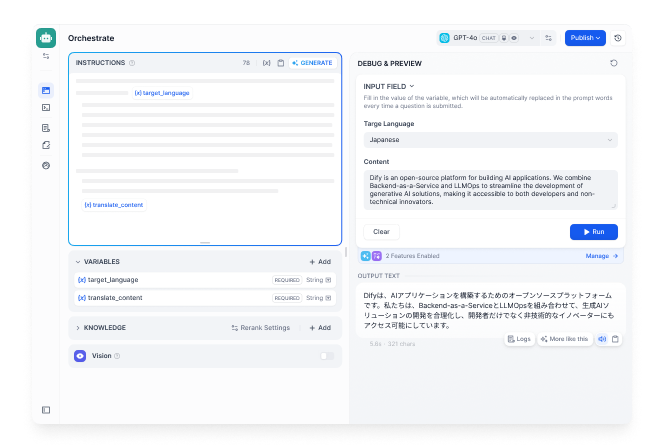 Orchestrate
GPT-4o CHAT
Publish
INSTRUCTIONS
76
{x}
GENERATE
{x} target_language
{x} translate_content
VARIABLES
+ Add
{x} target_language
REQUIRED String
{x} translate_content
REQUIRED String
KNOWLEDGE
Rerank Settings
+ Add
Vision
DEBUG & PREVIEW
INPUT FIELD
Fill in the value of the variable, which will be automatically replaced in the prompt words
every time a question is submitted.
Targe Language
Japanese
Content
Dify is an open-source platform for building AI applications. We combine
Backend-as-a-Service and LLMOps to streamline the development of
generative AI solutions, making it accessible to both developers and non-
technical innovators.
Clear
Run
2 Features Enabled
Manage →
OUTPUT TEXT
Difyは、AIアプリケーションを構築するためのオープンソースプラットフォーム
です。私たちは、Backend-as-a-ServiceとLLMOpsを組み合わせて、生成AIソ
リューションの開発を合理化し、開発者だけでなく非技術的なイノベーターにも
アクセス可能にしています。
Logs
More like this
5.6s · 321 chars